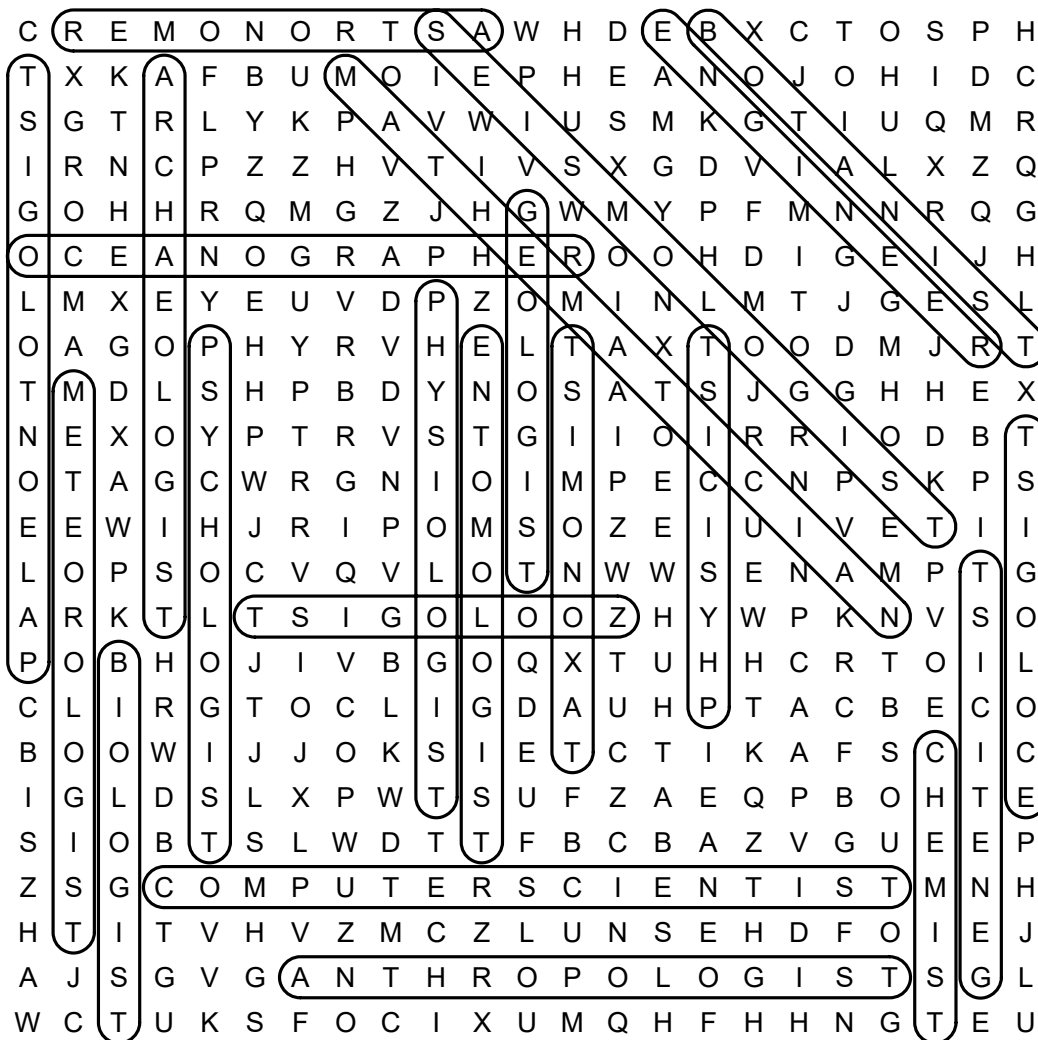 C R E M O N O R T S A W H D E B X C T O S P H
T X K A F B U M O I E P H E A N O J O H I D C
S G T R L Y K P A V W I U S M K G T I U Q M R
I R N C P Z Z H V T I V S X G D V I A L X Z Q
G O H H R Q M G Z J H G W M Y P F M N N R Q G
O C E A N O G R A P H E R O O H D I G E I J H
L M X E Y E U V D P Z O M I N L M T J G E S L
O A G O P H Y R V H E L T A X T O O D M J R T
T M D L S H P B D Y N O S A T S J G G H H E X
N E X O Y P T R V S T G I I O I R R I O D B T
O T A G C W R G N I O I M P E C C N P S K P S
E E W I H J R I P O M S O Z E I U I V E T I I
L O P S O C V Q V L O T N W W S E N A M P T G
A R K T L T S I G O L O O Z H Y W P K N V S O
P O B H O J I V B G O Q X T U H H C R T O I L
C L I R G T O C L I G D A U H P T A C B E C O
B O O W I J J O K S I E T C T I K A F S C I C
I G L D S L X P W T S U F Z A E Q P B O H T E
S I O B T S L W D T T F B C B A Z V G U E E P
Z S G C O M P U T E R S C I E N T I S T M N H
H T I T V H V Z M C Z L U N S E H D F O I E J
A J S G V G A N T H R O P O L O G I S T S G L
W C T U K S F O C I X U M Q H F H H N G T E U